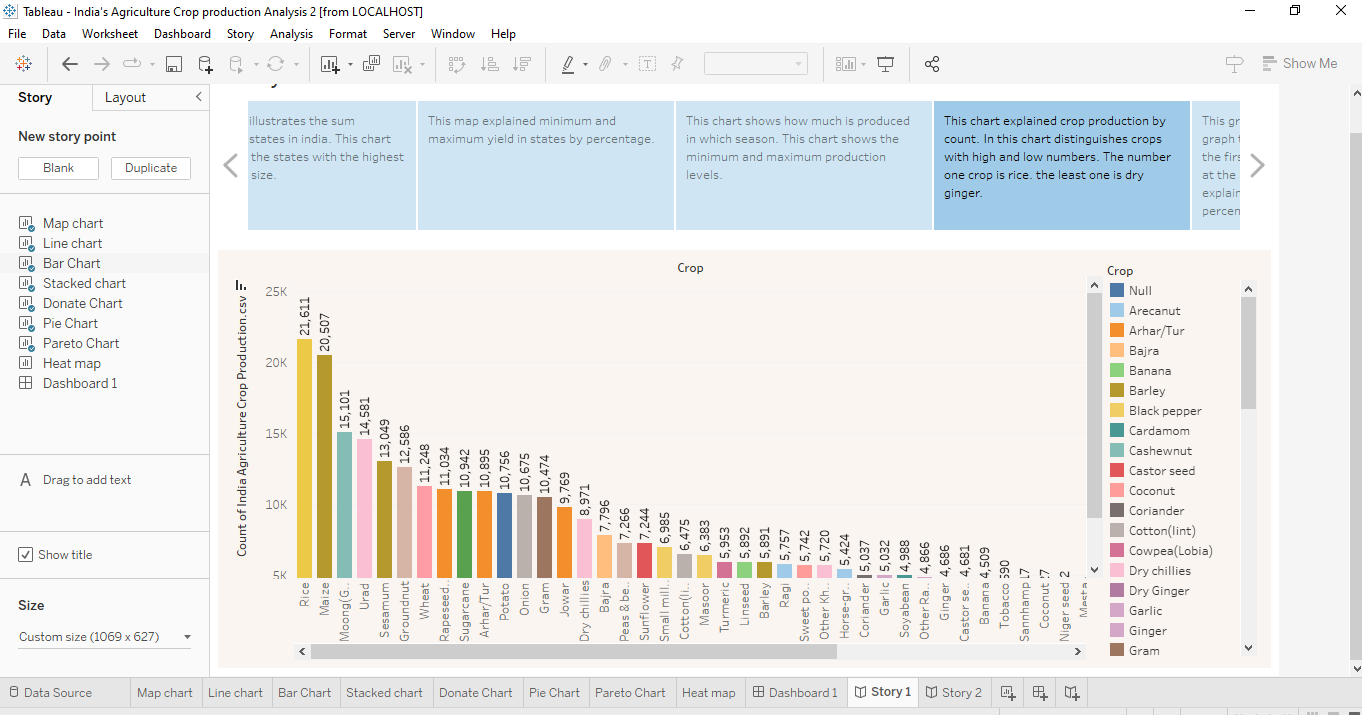 Tableau - India's Agriculture Crop production Analysis 2 [from LOCALHOST]
File Data Worksheet Dashboard Story Analysis Format Server Window Help
Show Me
Story Layout
New story point
Blank Duplicate
Map chart
Line chart
Bar Chart
Stacked chart
Donate Chart
Pie Chart
Pareto Chart
Heat map
Dashboard 1
A Drag to add text
Show title
Size
Custom size (1069 x 627)
illustrates the sum
states in india. This chart
the states with the highest
size.
This map explained minimum and
maximum yield in states by percentage.
This chart shows how much is produced
in which season. This chart shows the
minimum and maximum production
levels.
This chart explained crop production by
count. In this chart distinguishes crops
with high and low numbers. The number
one crop is rice. the least one is dry
ginger.
This gr
graph
the firs
at the
explair
percen
Crop
Count of India Agriculture Crop Production.csv
25K
20K
15K
10K
5K
21,611
20,507
15,101
14,581
13,049
12,586
11,248
11,034
10,942
10,895
10,756
10,675
10,474
9,769
8,971
7,796
7,266
7,244
6,985
6,475
6,383
5,953
5,892
5,891
5,757
5,742
5,720
5,424
5,037
5,032
4,988
4,866
4,686
4,681
4,509
Rice
Maize
Moong(G..
Urad
Sesamum
Groundnut
Wheat
Rapeseed..
Sugarcane
Arhar/Tur
Potato
Onion
Gram
Jowar
Dry chillies
Bajra
Peas & be..
Sunflower
Small mill..
Cotton(li..
Masoor
Turmeric
Linseed
Barley
Ragi
Sweet po..
Other Kh..
Horse-gr..
Coriander
Garlic
Soyabean
Other Ra..
Ginger
Castor se..
Banana
Tobacco
Sannhamp
Coconut
Niger seed
Mesta
Crop
Null
Arecanut
Arhar/Tur
Bajra
Banana
Barley
Black pepper
Cardamom
Cashewnut
Castor seed
Coconut
Coriander
Cotton(lint)
Cowpea(Lobia)
Dry chillies
Dry Ginger
Garlic
Ginger
Gram
Data Source Map chart Line chart Bar Chart Stacked chart Donate Chart Pie Chart Pareto Chart Heat map Dashboard 1 Story 1 Story 2